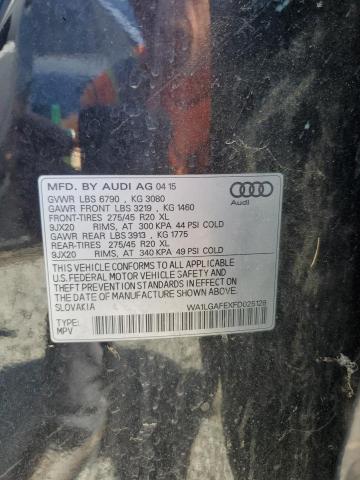 MFD. BY AUDI AG 04 15
GVWR LBS 6790 , KG 3080
GAWR FRONT LBS 3219 , KG 1460
FRONT-TIRES 275/45 R20 XL
9JX20 RIMS, AT 300 KPA 44 PSI COLD
GAWR REAR LBS 3913 , KG 1775
REAR-TIRES 275/45 R20 XL
9JX20 RIMS, AT 340 KPA 49 PSI COLD
THIS VEHICLE CONFORMS TO ALL APPLICABLE
U.S.FEDERAL MOTOR VEHICLE SAFETY AND
THEFT PREVENTION STANDARDS IN EFFECT ON
THE DATE OF MANUFACTURE SHOWN ABOVE.
SLOVAKIA WA1LGAFEXFD025128
TYPE:
MPV
Audi